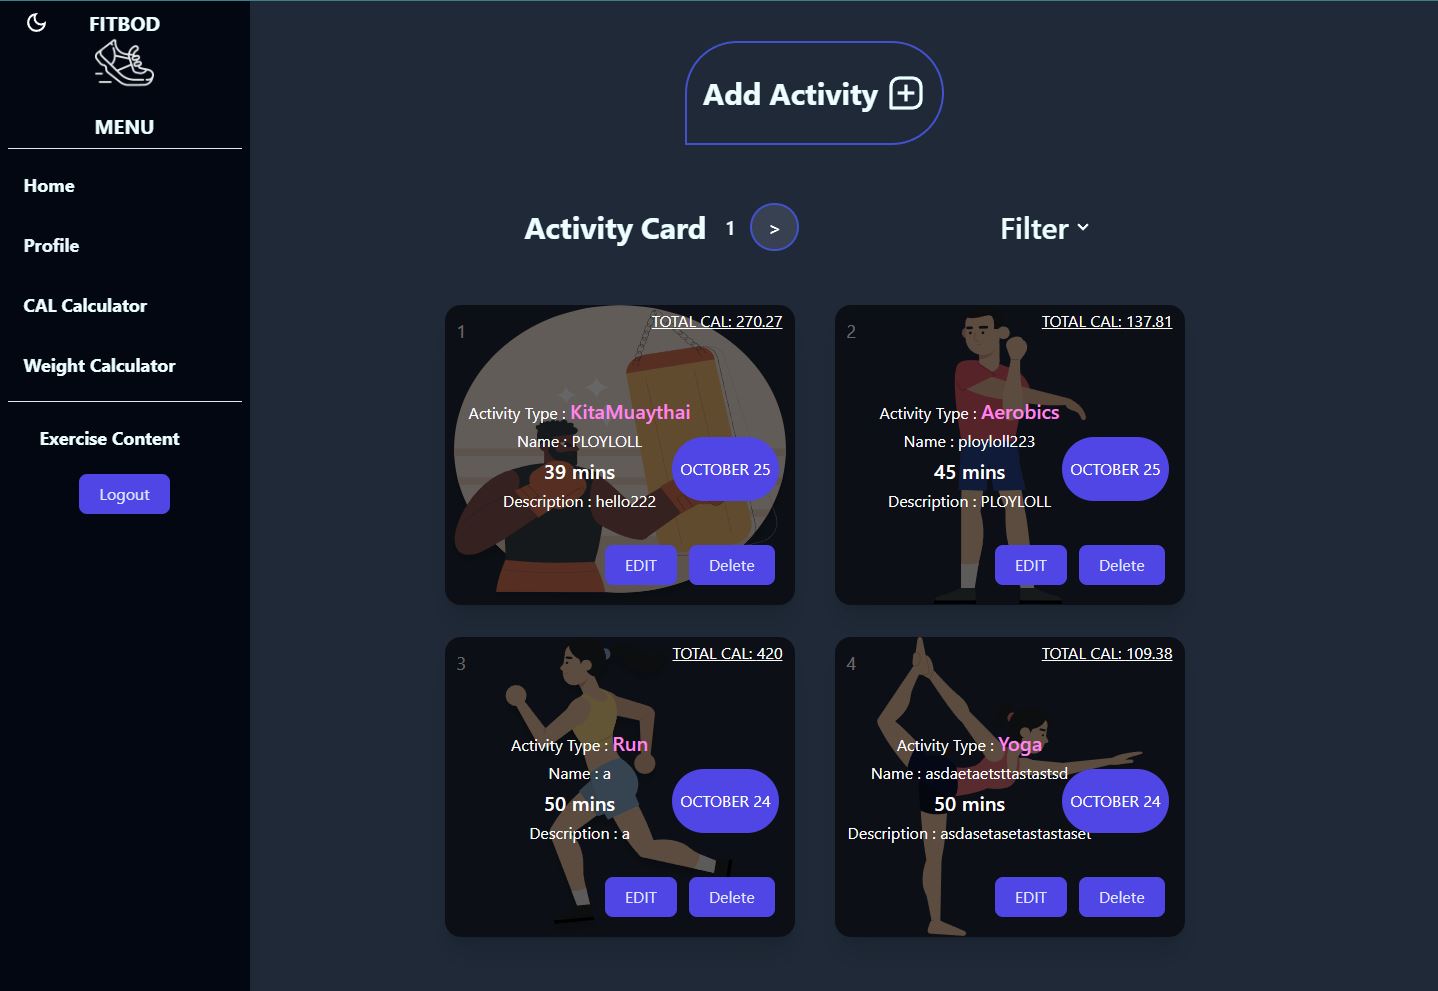 FITBOD
MENU
Home
Profile
CAL Calculator
Weight Calculator
Exercise Content
Logout
Add Activity
Activity Card 1 >
Filter
1
TOTAL CAL: 270.27
Activity Type : KitaMuaythai
Name : PLOYLOLL
39 mins
Description : hello222
OCTOBER 25
EDIT Delete
2
TOTAL CAL: 137.81
Activity Type : Aerobics
Name : ployloll223
45 mins
Description : PLOYLOLL
OCTOBER 25
EDIT Delete
3
TOTAL CAL: 420
Activity Type : Run
Name : a
50 mins
Description : a
OCTOBER 24
EDIT Delete
4
TOTAL CAL: 109.38
Activity Type : Yoga
Name : asdaetaetsttastastsd
50 mins
Description : asdasetasetastastaset
OCTOBER 24
EDIT Delete